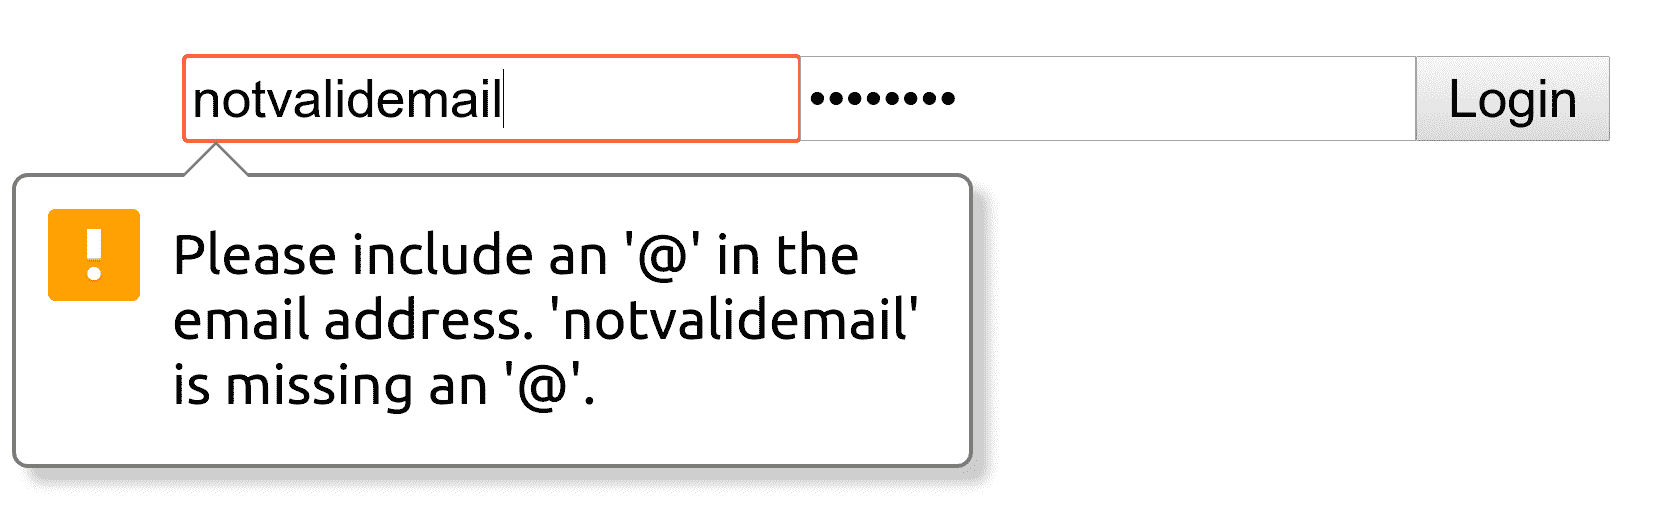 notvalidemail •••••••• Login
Please include an '@' in the
email address. 'notvalidemail'
is missing an '@'.